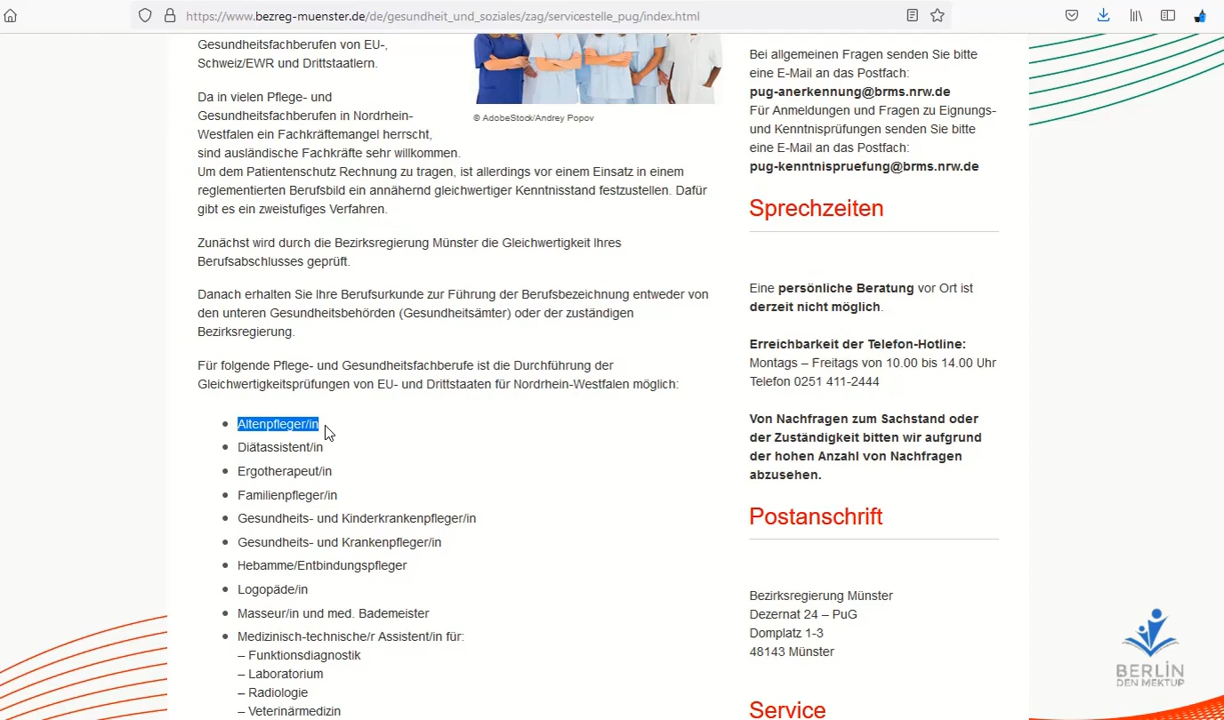 https://www.bezreg-muenster.de/de/gesundheit_und_soziales/zag/servicestelle_pug/index.html
Gesundheitsfachberufen von EU-,
Schweiz/EWR und Drittstaatlern.
Da in vielen Pflege- und
Gesundheitsfachberufen in Nordrhein-
Westfalen ein Fachkräftemangel herrscht,
sind ausländische Fachkräfte sehr willkommen.
Um dem Patientenschutz Rechnung zu tragen, ist allerdings vor einem Einsatz in einem
reglementierten Berufsbild ein annähernd gleichwertiger Kenntnisstand festzustellen. Dafür
gibt es ein zweistufiges Verfahren.
© AdobeStock/Andrey Popov
Zunächst wird durch die Bezirksregierung Münster die Gleichwertigkeit Ihres
Berufsabschlusses geprüft.
Danach erhalten Sie Ihre Berufsurkunde zur Führung der Berufsbezeichnung entweder von
den unteren Gesundheitsbehörden (Gesundheitsämter) oder der zuständigen
Bezirksregierung.
Für folgende Pflege- und Gesundheitsfachberufe ist die Durchführung der
Gleichwertigkeitsprüfungen von EU- und Drittstaaten für Nordrhein-Westfalen möglich:
Altenpfleger/in
Diätassistent/in
Ergotherapeut/in
Familienpfleger/in
Gesundheits- und Kinderkrankenpfleger/in
Gesundheits- und Krankenpfleger/in
Hebamme/Entbindungspfleger
Logopäde/in
Masseur/in und med. Bademeister
Medizinisch-technische/r Assistent/in für:
– Funktionsdiagnostik
– Laboratorium
– Radiologie
– Veterinärmedizin
Bei allgemeinen Fragen senden Sie bitte
eine E-Mail an das Postfach:
pug-anerkennung@brms.nrw.de
Für Anmeldungen und Fragen zu Eignungs-
und Kenntnisprüfungen senden Sie bitte
eine E-Mail an das Postfach:
pug-kenntnispruefung@brms.nrw.de
Sprechzeiten
Eine persönliche Beratung vor Ort ist
derzeit nicht möglich.
Erreichbarkeit der Telefon-Hotline:
Montags – Freitags von 10.00 bis 14.00 Uhr
Telefon 0251 411-2444
Von Nachfragen zum Sachstand oder
der Zuständigkeit bitten wir aufgrund
der hohen Anzahl von Nachfragen
abzusehen.
Postanschrift
Bezirksregierung Münster
Dezernat 24 – PuG
Domplatz 1-3
48143 Münster
Service
BERLİN
DEN MEKTUP